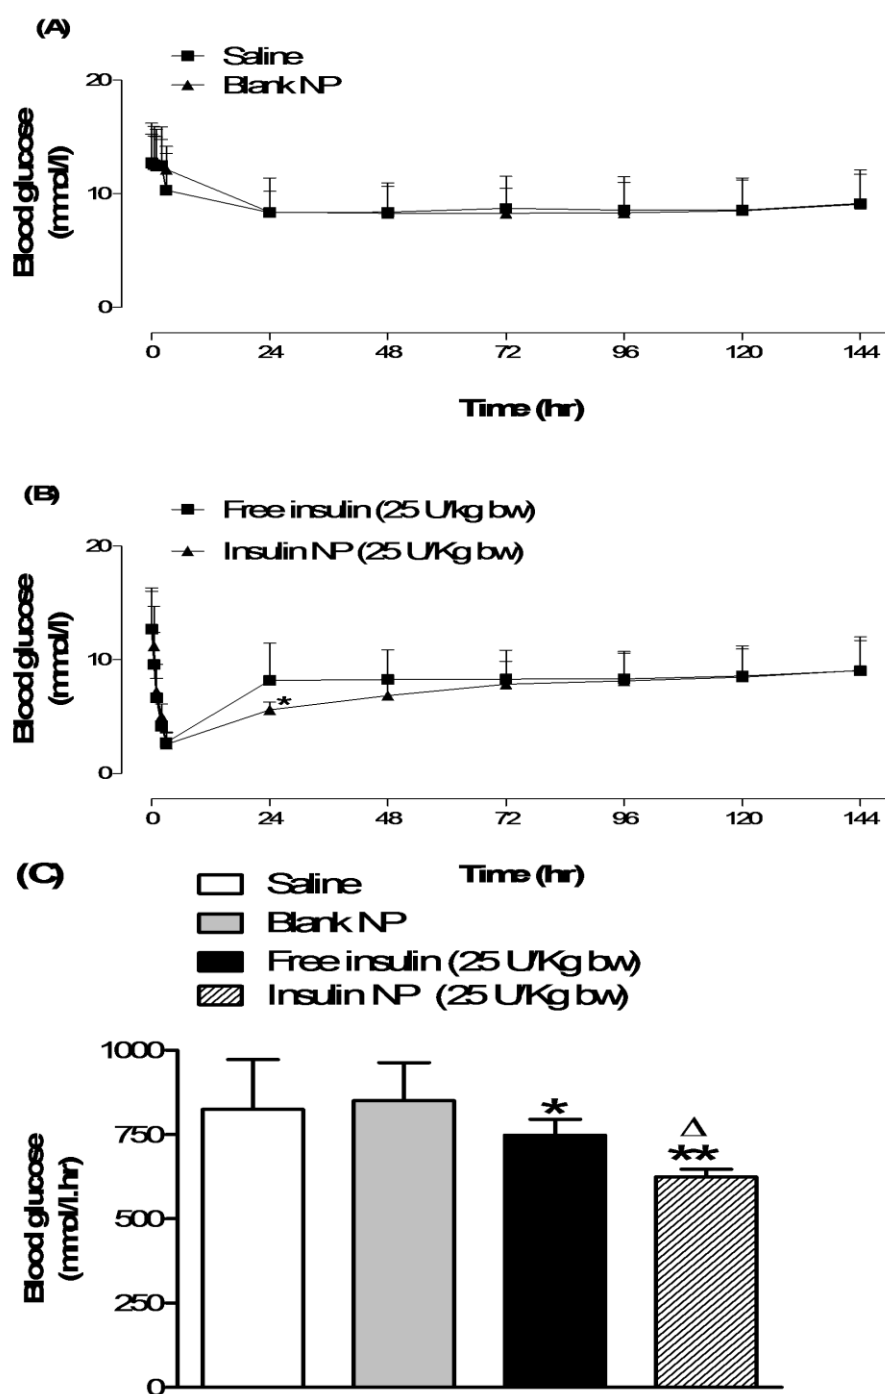 (A)
Saline
Blank NP
20
10
0
Blood glucose
(mmol/l)
0 24 48 72 96 120 144
Time (hr)
(B)
Free insulin (25 U/kg bw)
Insulin NP (25 U/Kg bw)
20
10
0
Blood glucose
(mmol/l)
*
0 24 48 72 96 120 144
Time (hr)
(C)
Saline
Blank NP
Free insulin (25 U/Kg bw)
Insulin NP (25 U/Kg bw)
1000
750
500
250
0
Blood glucose
(mmol/l.hr)
*
Δ
**